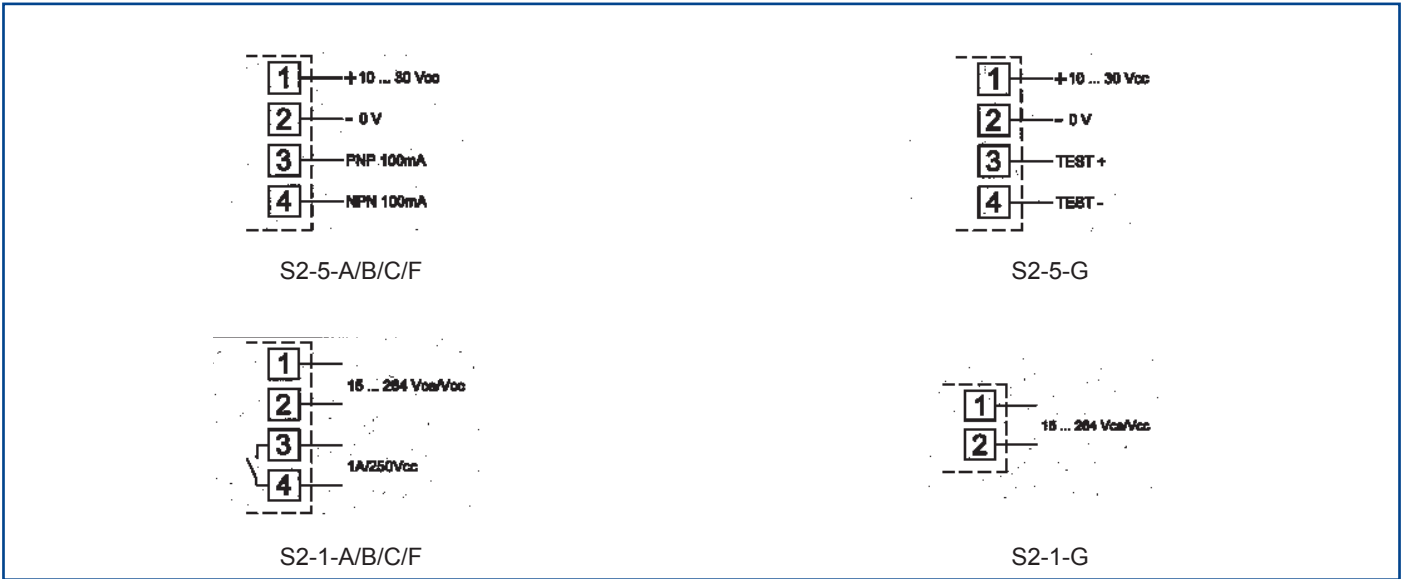 1 +10 ... 30 Vcc
2 - 0 V
3 PNP 100mA
4 NPN 100mA
S2-5-A/B/C/F
1 +10 ... 30 Vcc
2 - 0 V
3 TEST +
4 TEST -
S2-5-G
1
15 ... 264 Vca/Vcc
2
3
1A/250Vcc
4
S2-1-A/B/C/F
1
15 ... 264 Vca/Vcc
2
S2-1-G